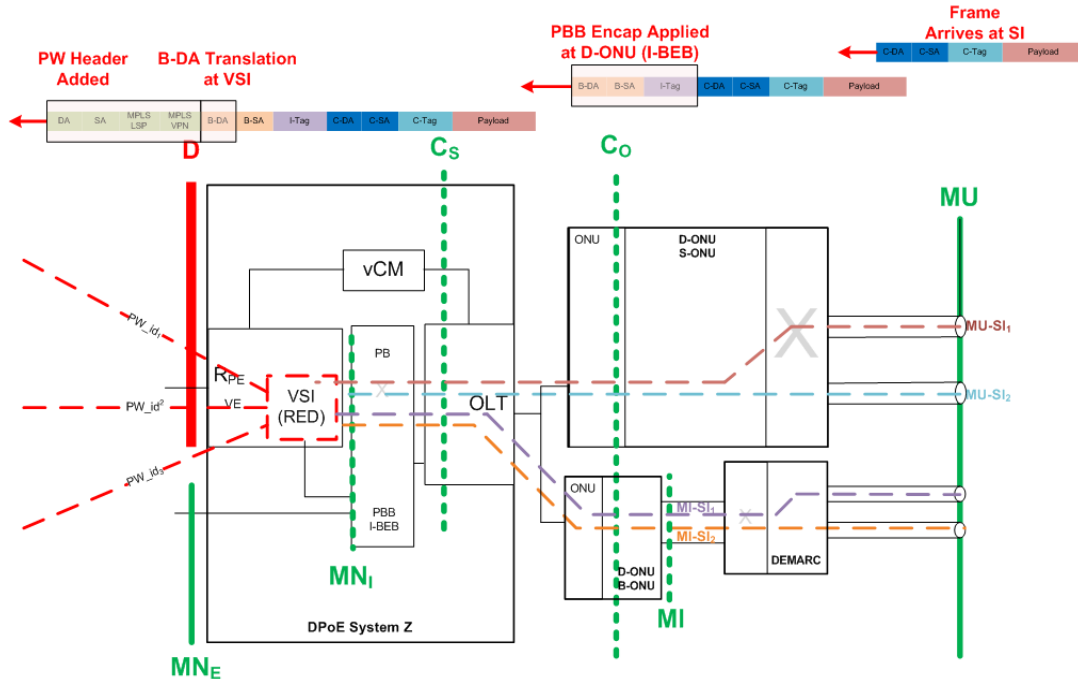 Frame
Arrives at SI
C-DA C-SA C-Tag Payload
PBB Encap Applied
at D-ONU (I-BEB)
B-DA B-SA I-Tag C-DA C-SA C-Tag Payload
PW Header
Added
B-DA Translation
at VSI
DA SA MPLS LSP MPLS VPN B-DA B-SA I-Tag C-DA C-SA C-Tag Payload
D
CS
CO
MU
ONU
D-ONU
S-ONU
vCM
PW_id1
PB
X
X
MU-SI1
RPE
VE
VSI
(RED)
PW_id2
OLT
MU-SI2
PW_id3
ONU
MI-SI1
X
MI-SI2
PBB
I-BEB
DEMARC
D-ONU
B-ONU
MNI
MI
DPoE System Z
MNE